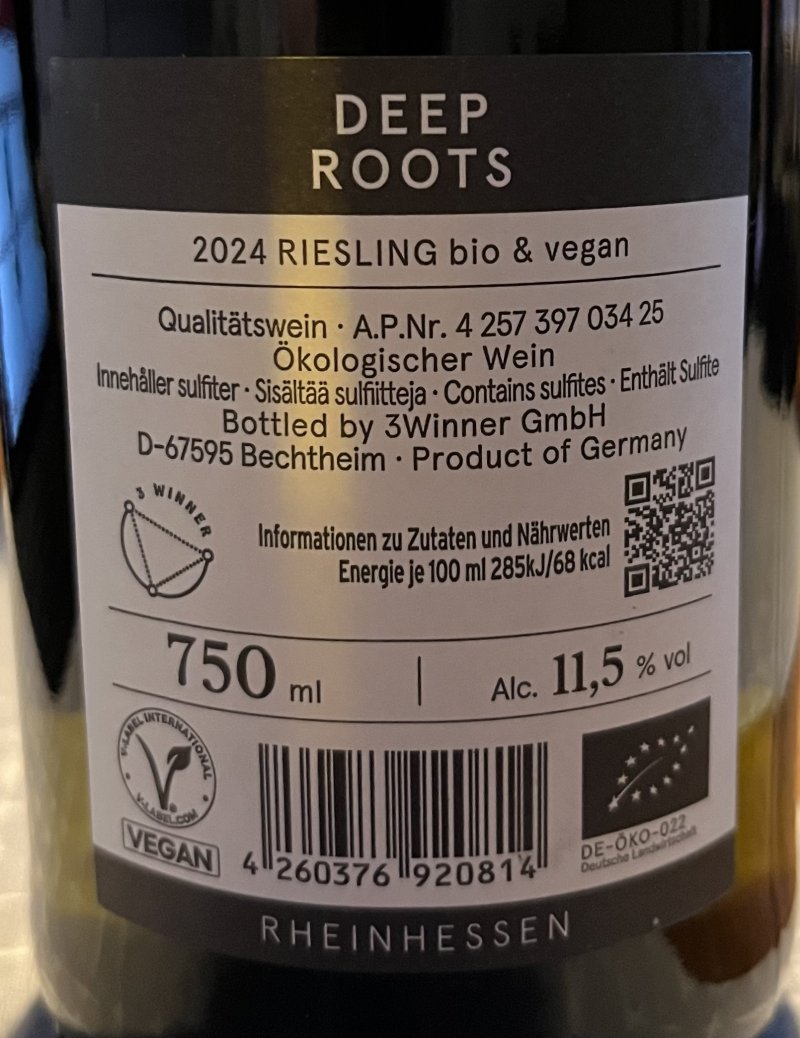 DEEP
ROOTS
2024 RIESLING bio & vegan
Qualitätswein · A.P.Nr. 4 257 397 034 25
Ökologischer Wein
Innehåller sulfiter · Sisältää sulfiitteja · Contains sulfites · Enthält Sulfite
Bottled by 3Winner GmbH
D-67595 Bechtheim · Product of Germany
3 WINNER
Informationen zu Zutaten und Nährwerten
Energie je 100 ml 285kJ/68 kcal
750 ml | Alc. 11,5 % vol
V-LABEL INTERNATIONAL
V-LABEL.COM
VEGAN
4 260376 920814
DE-ÖKO-022
Deutsche Landwirtschaft
RHEINHESSEN